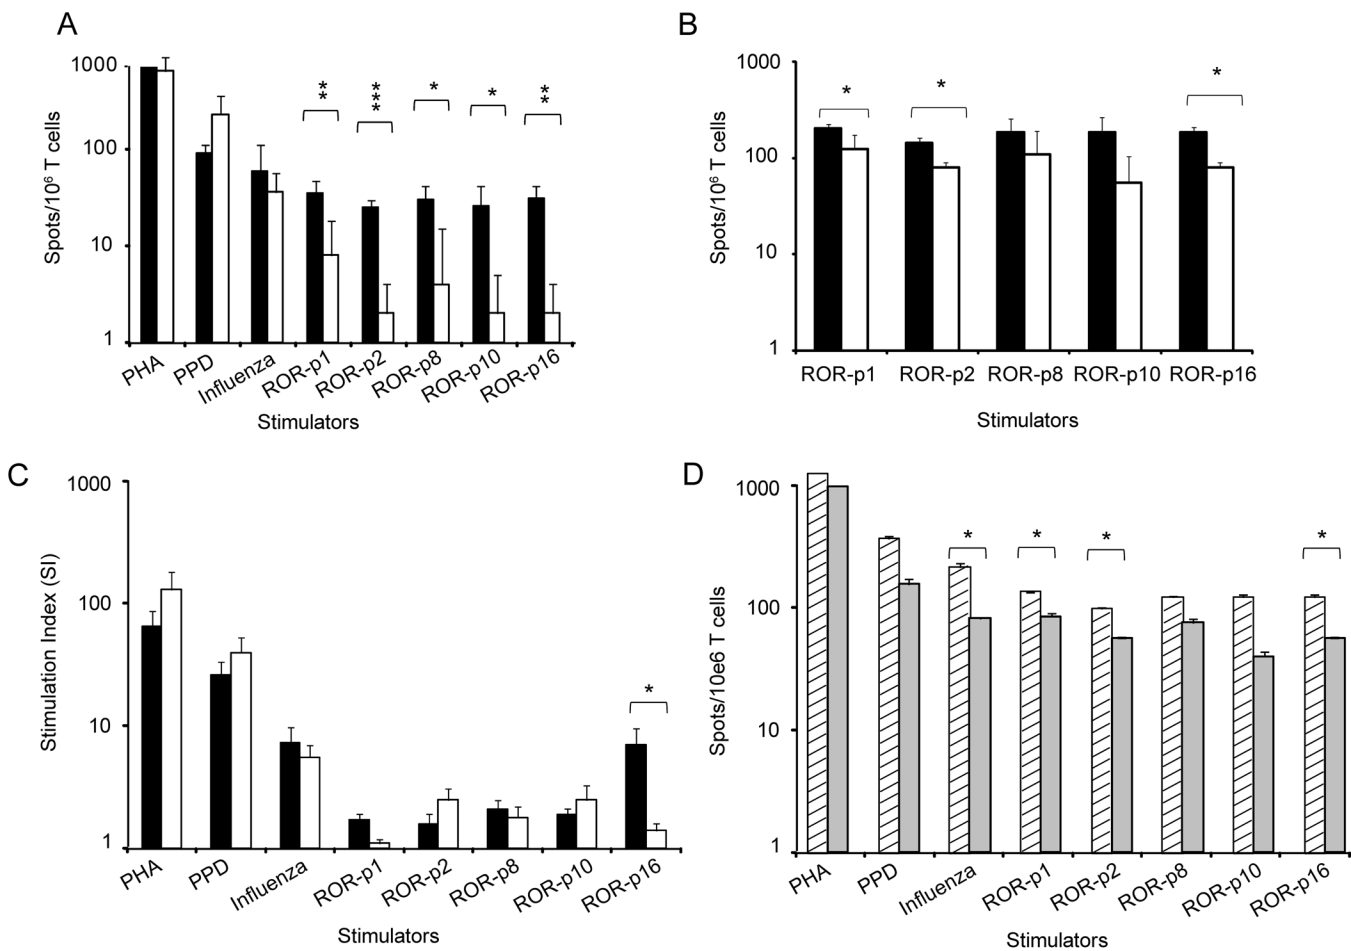 A
Spots/10⁶ T cells
1000
100
10
1
** *** * * **
PHA PPD Influenza ROR-p1 ROR-p2 ROR-p8 ROR-p10 ROR-p16
Stimulators
B
Spots/10⁶ T cells
1000
100
10
1
* * *
ROR-p1 ROR-p2 ROR-p8 ROR-p10 ROR-p16
Stimulators
C
Stimulation Index (SI)
1000
100
10
1
*
PHA PPD Influenza ROR-p1 ROR-p2 ROR-p8 ROR-p10 ROR-p16
Stimulators
D
Spots/10e6 T cells
1000
100
10
1
* * * *
PHA PPD Influenza ROR-p1 ROR-p2 ROR-p8 ROR-p10 ROR-p16
Stimulators